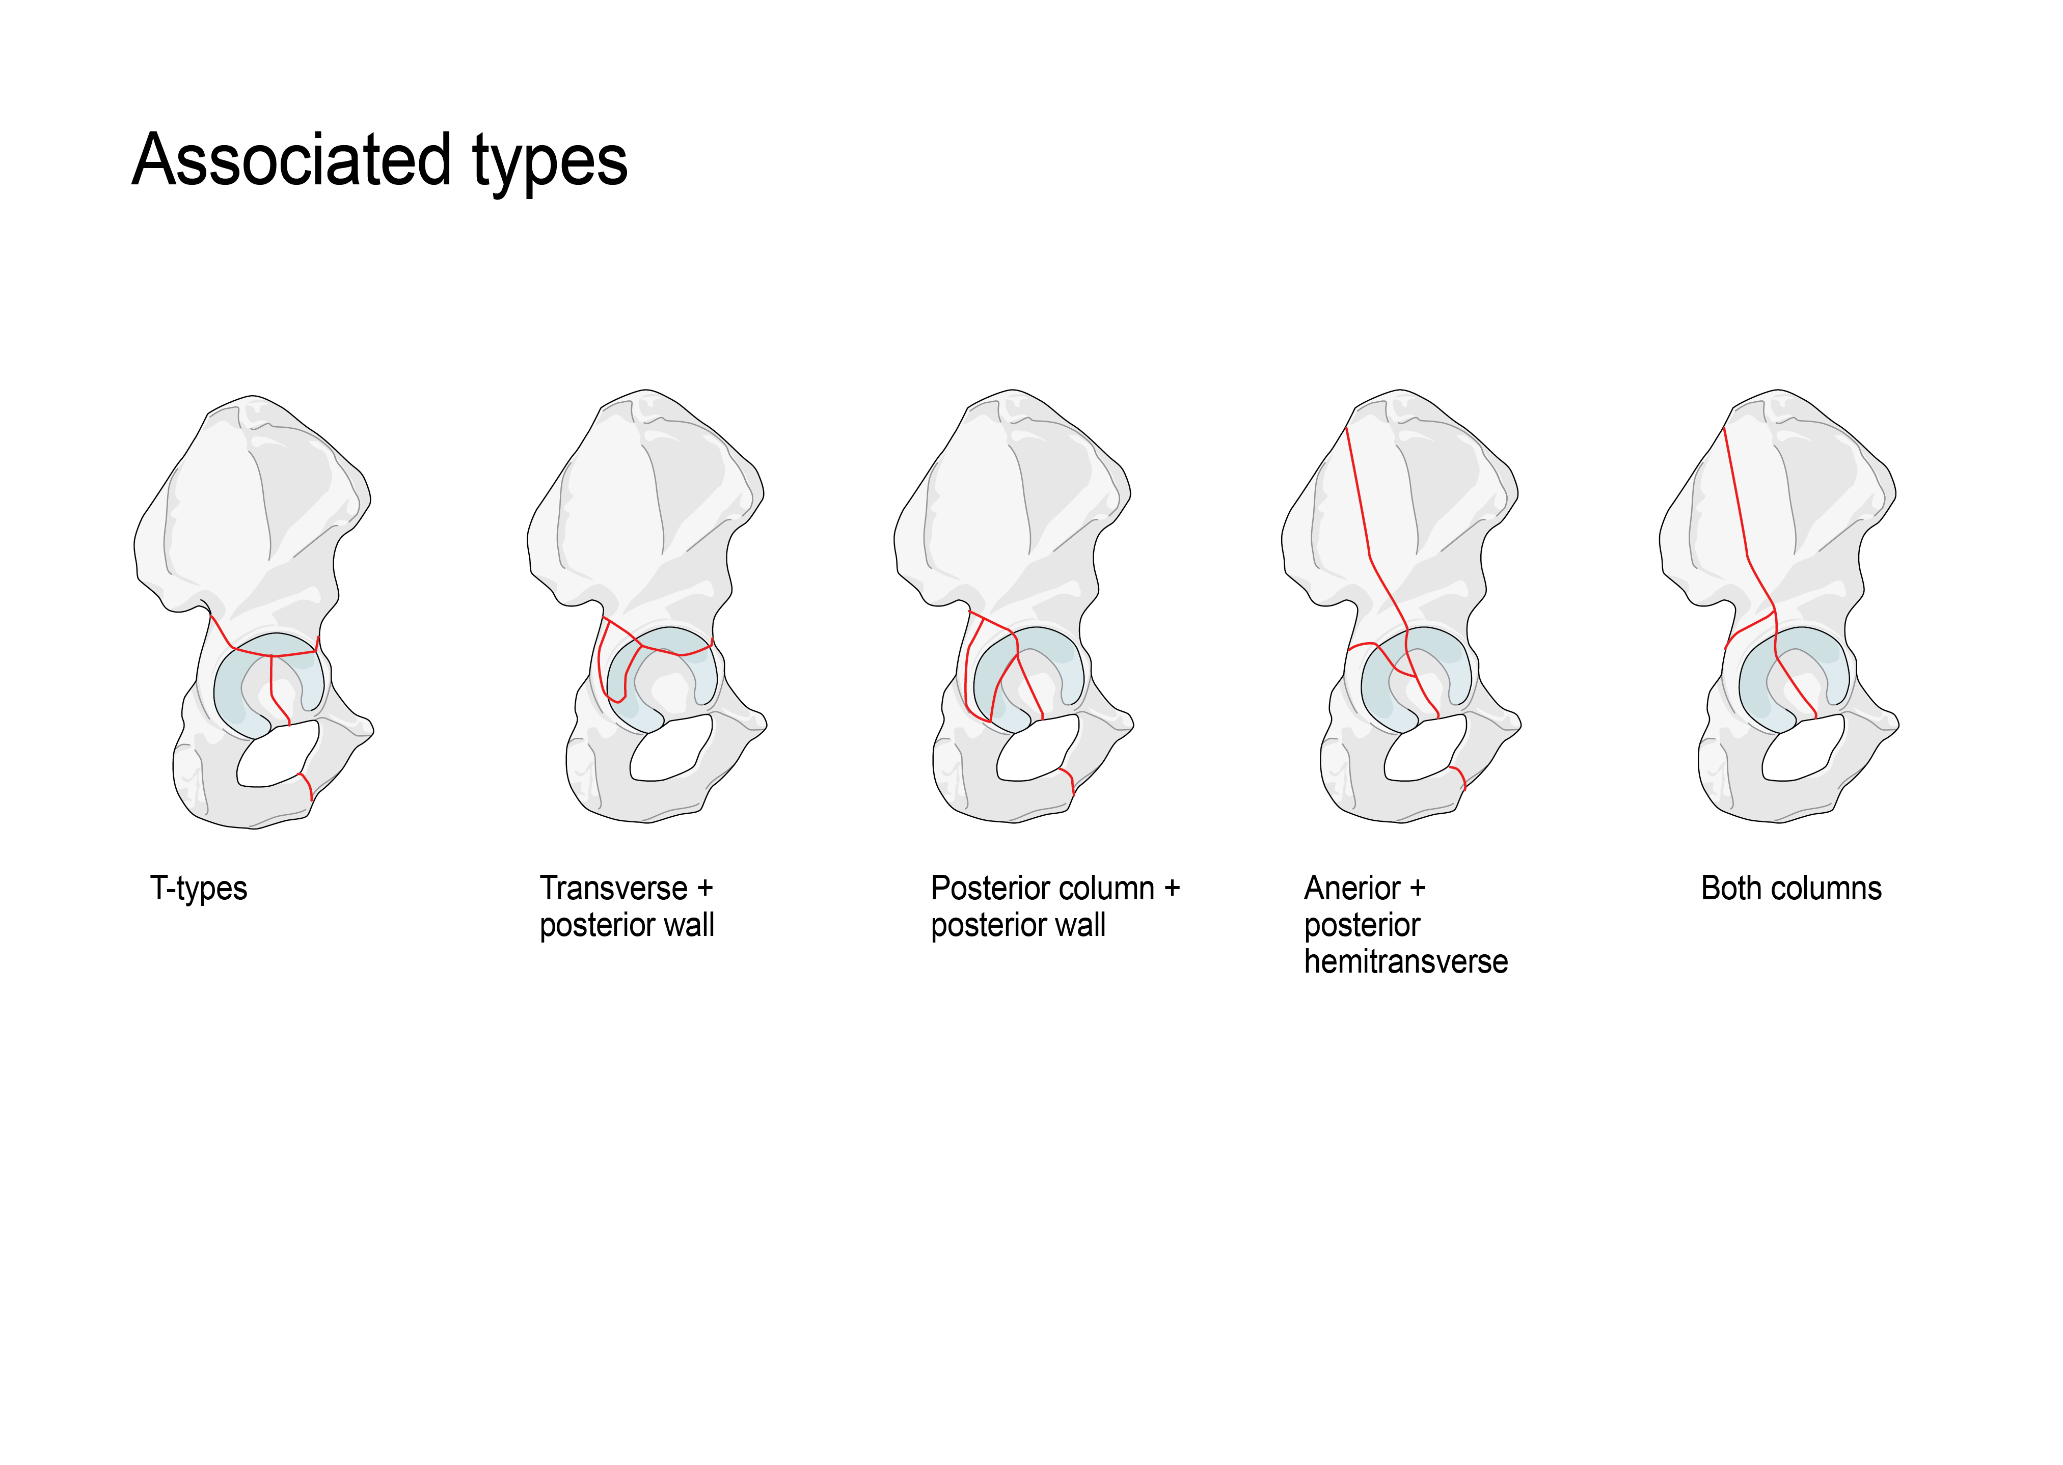 Associated types
T-types
Transverse +
posterior wall
Posterior column +
posterior wall
Anerior +
posterior
hemitransverse
Both columns